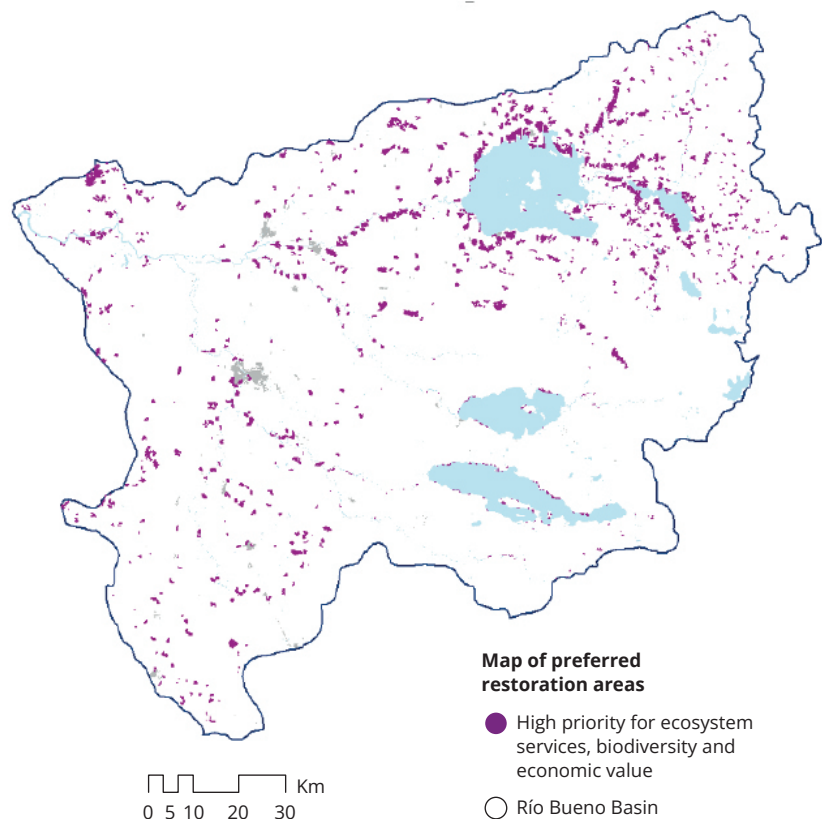 Map of preferred
restoration areas
High priority for ecosystem
services, biodiversity and
economic value
Río Bueno Basin
Km
0 5 10 20 30